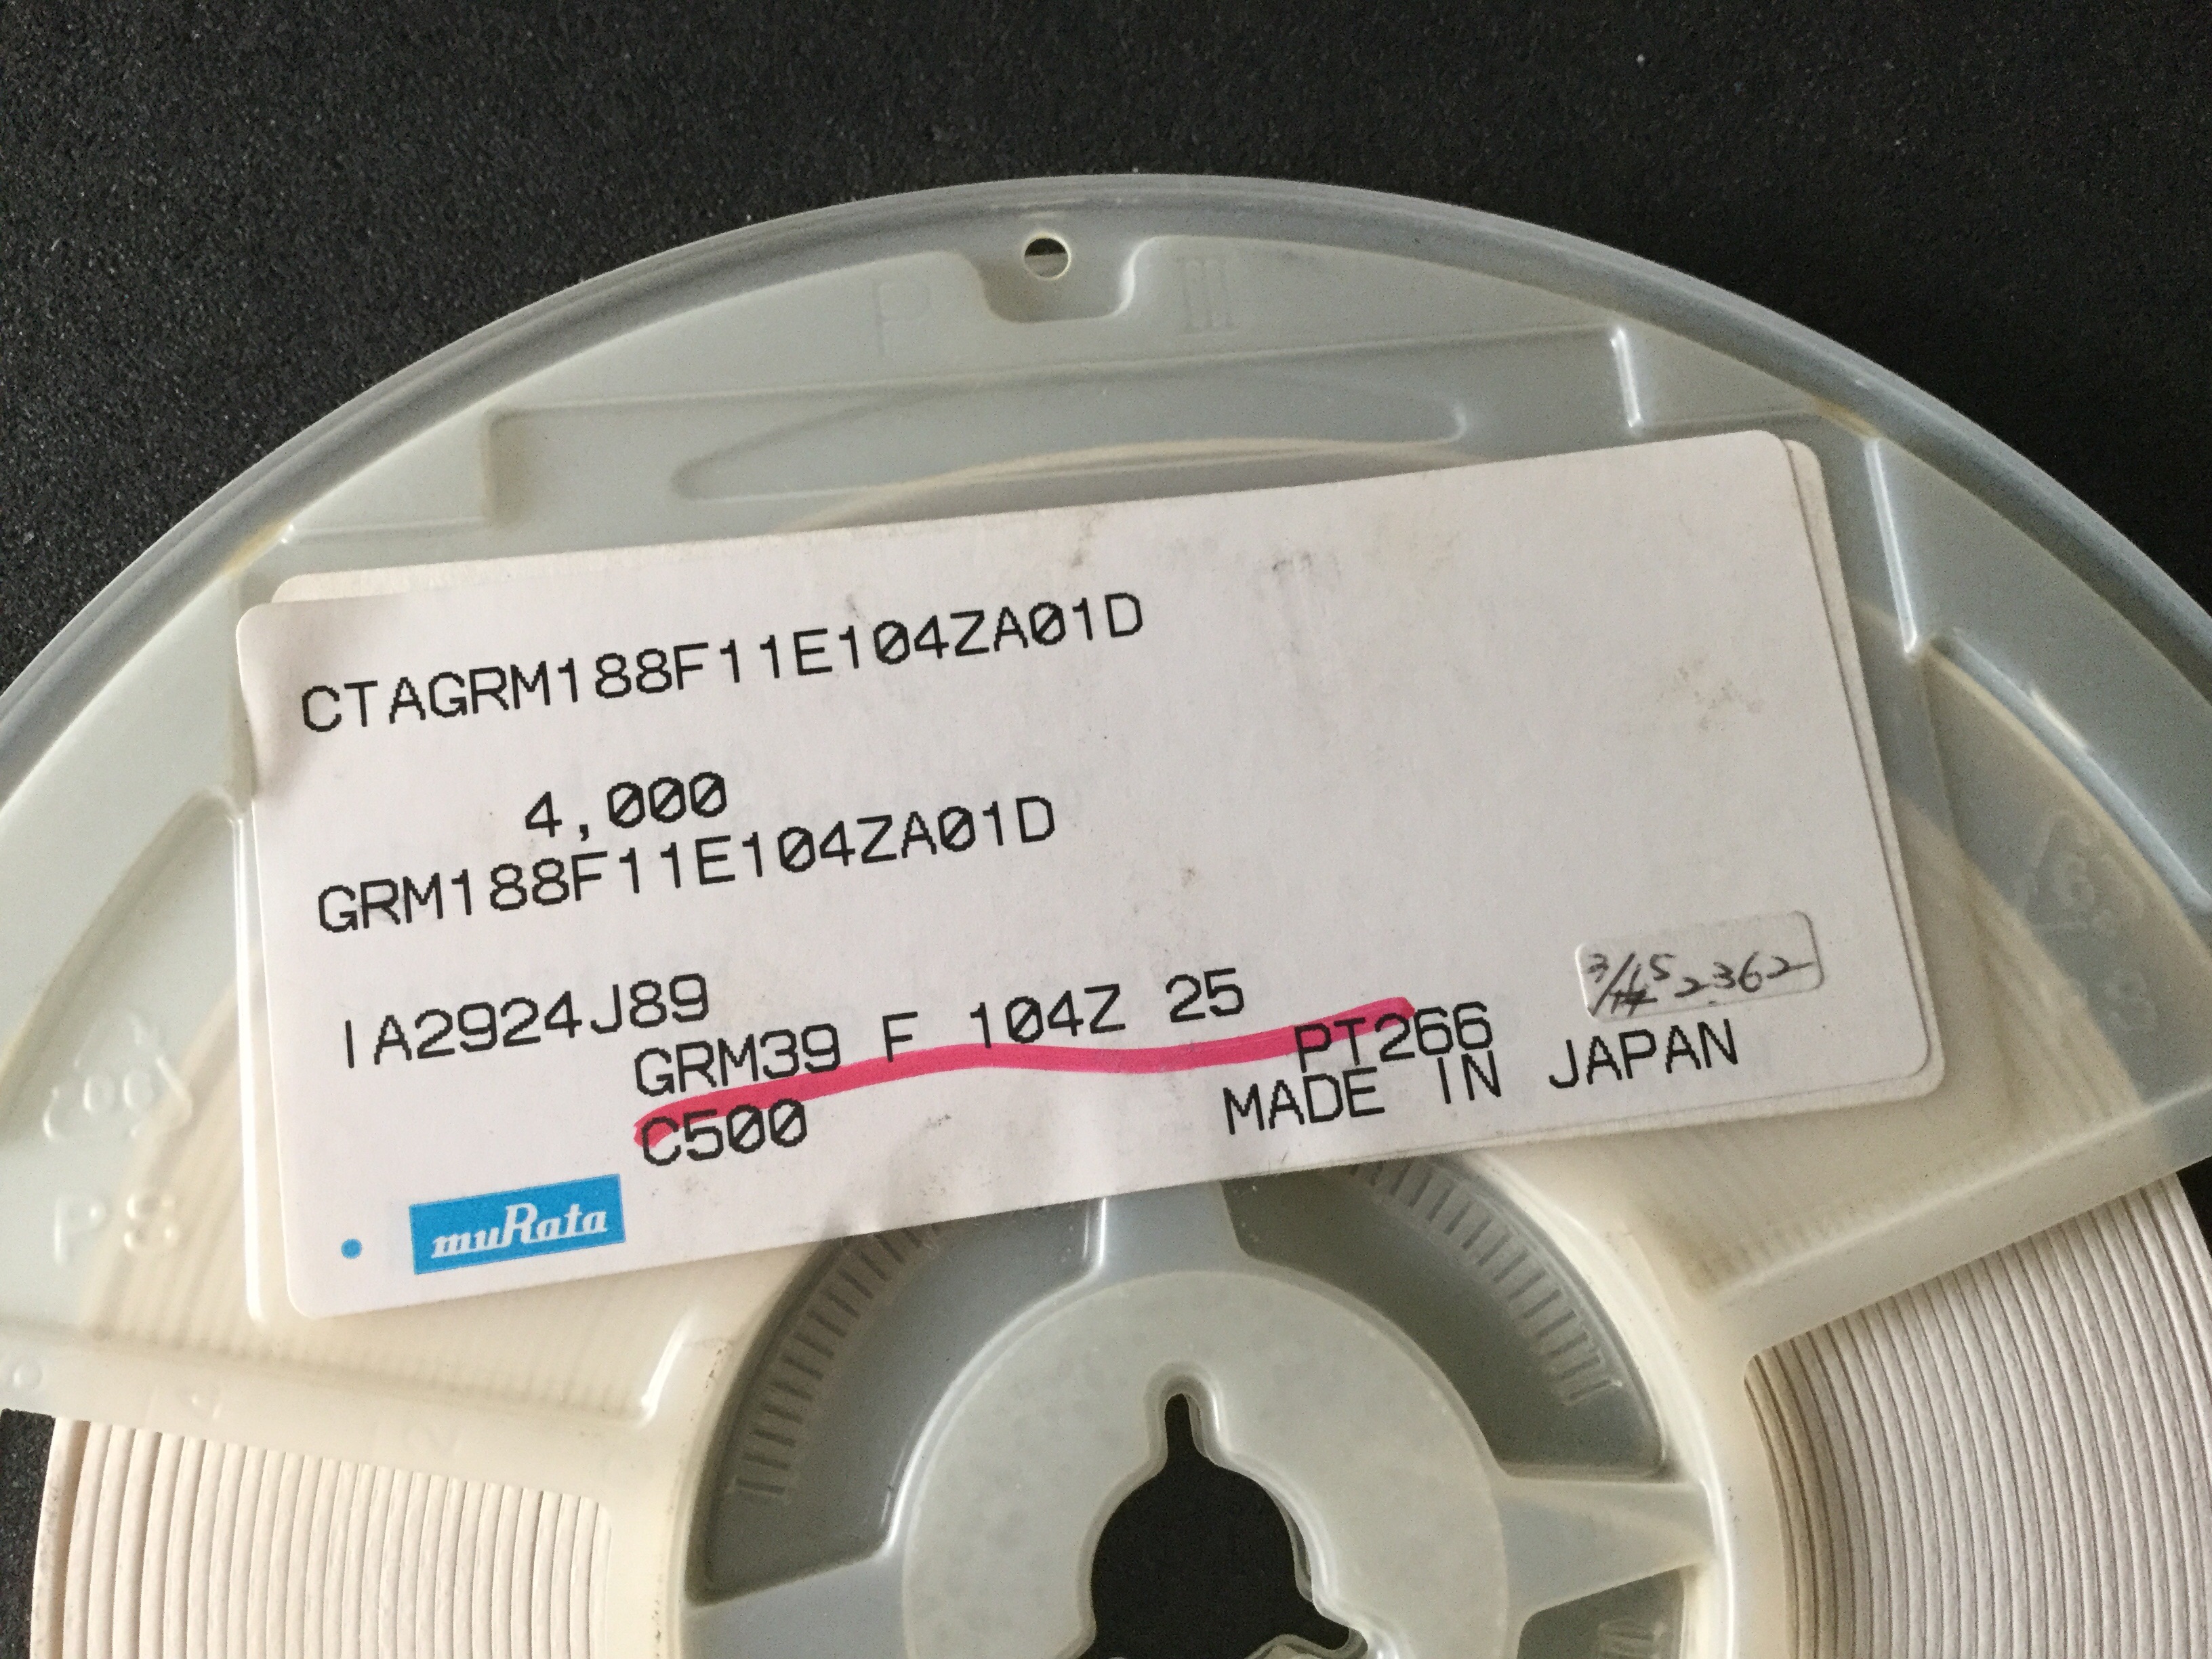 CTAGRM188F11E104ZA01D
4,000
GRM188F11E104ZA01D
IA2924J89
GRM39 F 104Z 25 PT266
C500 MADE IN JAPAN
muRata